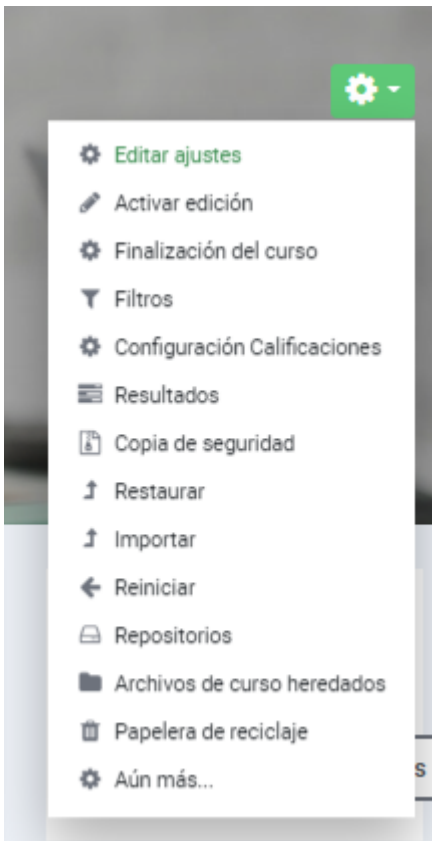 Editar ajustes
Activar edición
Finalización del curso
Filtros
Configuración Calificaciones
Resultados
Copia de seguridad
Restaurar
Importar
Reiniciar
Repositorios
Archivos de curso heredados
Papelera de reciclaje
Aún más...
s